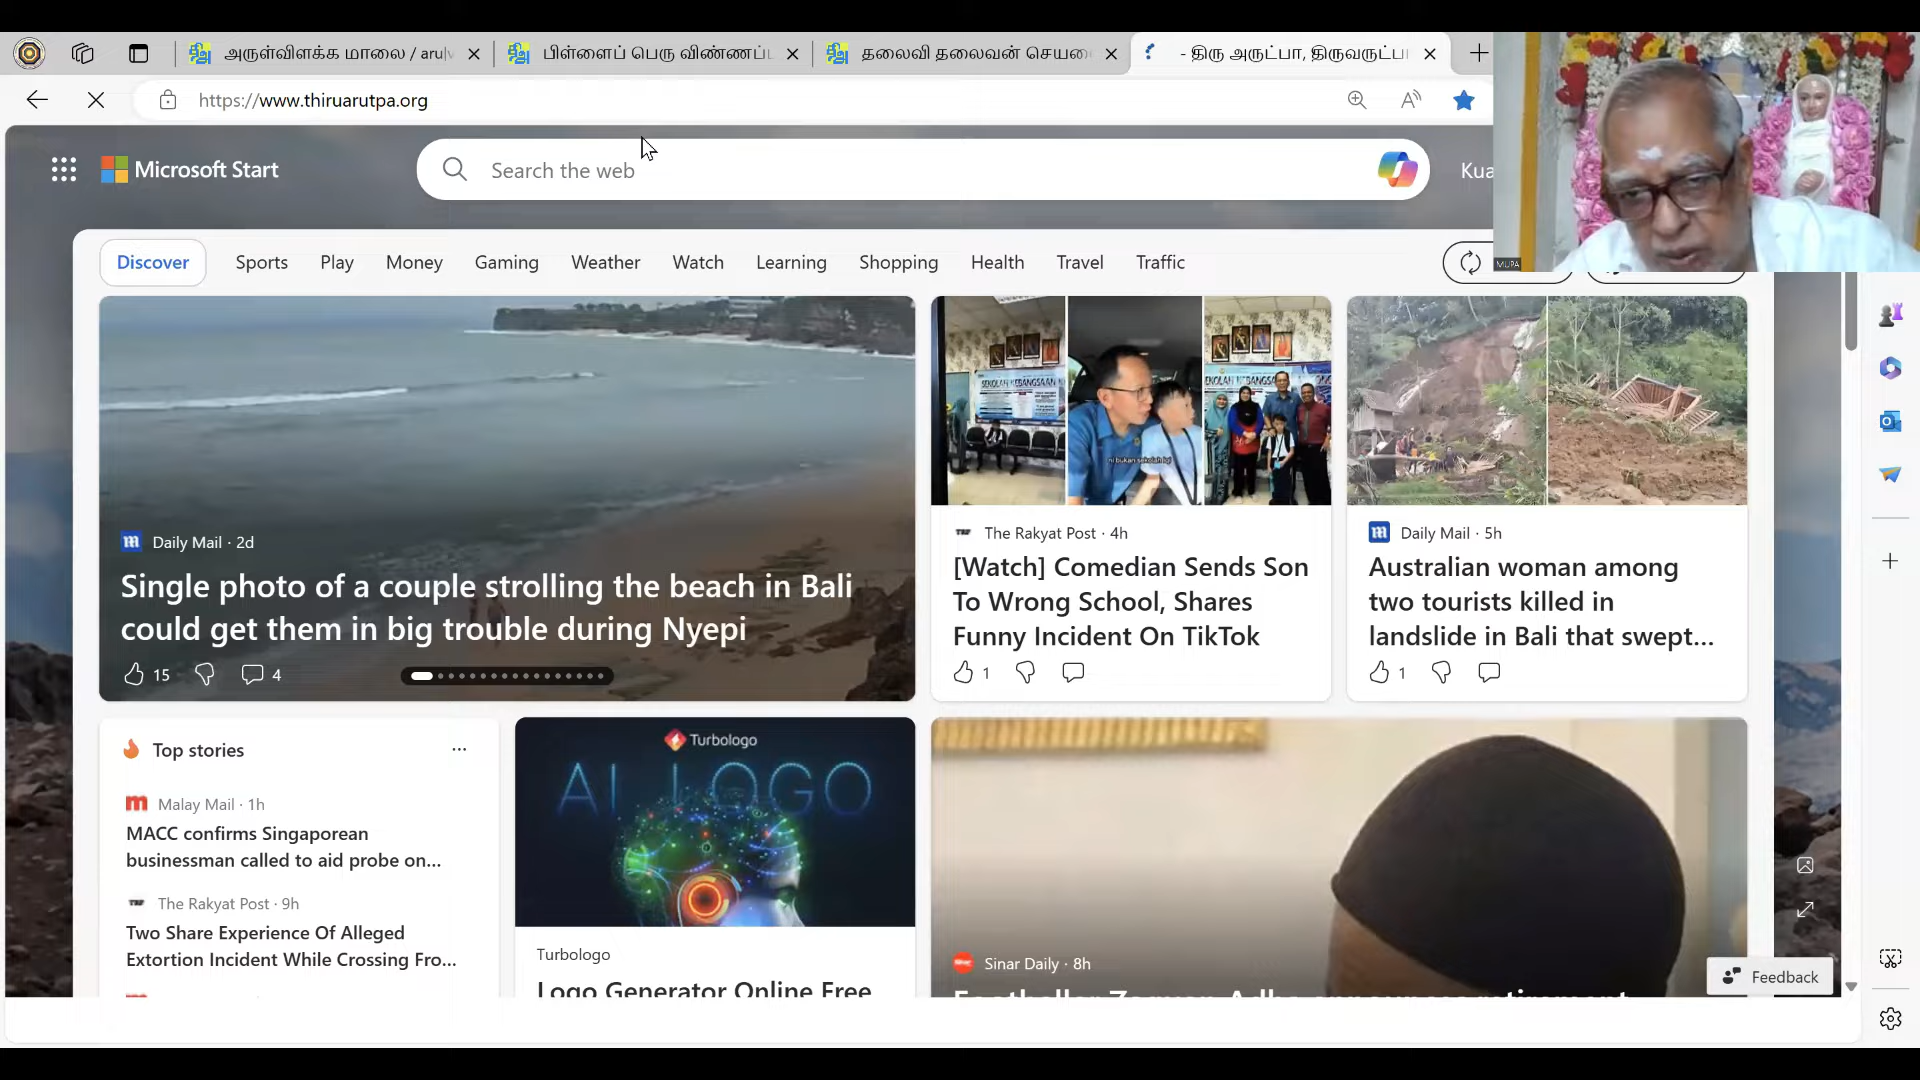 அருள்விளக்க மாலை / arulv
பிள்ளைப் பெரு விண்ணப்ப
தலைவி தலைவன் செயலை
- திரு அருட்பா, திருவருட்பா
https://www.thiruarutpa.org
Microsoft Start
Search the web
Kua
MUPA
Discover
Sports
Play
Money
Gaming
Weather
Watch
Learning
Shopping
Health
Travel
Traffic
SEKOLAH KEBANGSAAN
SEKOLAH KEBANGSA
Daily Mail · 2d
Single photo of a couple strolling the beach in Bali
could get them in big trouble during Nyepi
15
4
The Rakyat Post · 4h
[Watch] Comedian Sends Son
To Wrong School, Shares
Funny Incident On TikTok
1
Daily Mail · 5h
Australian woman among
two tourists killed in
landslide in Bali that swept...
1
Top stories
Malay Mail · 1h
MACC confirms Singaporean
businessman called to aid probe on...
The Rakyat Post · 9h
Two Share Experience Of Alleged
Extortion Incident While Crossing Fro...
Turbologo
AI LOGO
Turbologo
Logo Generator Online Free
Sinar Daily · 8h
Feedback